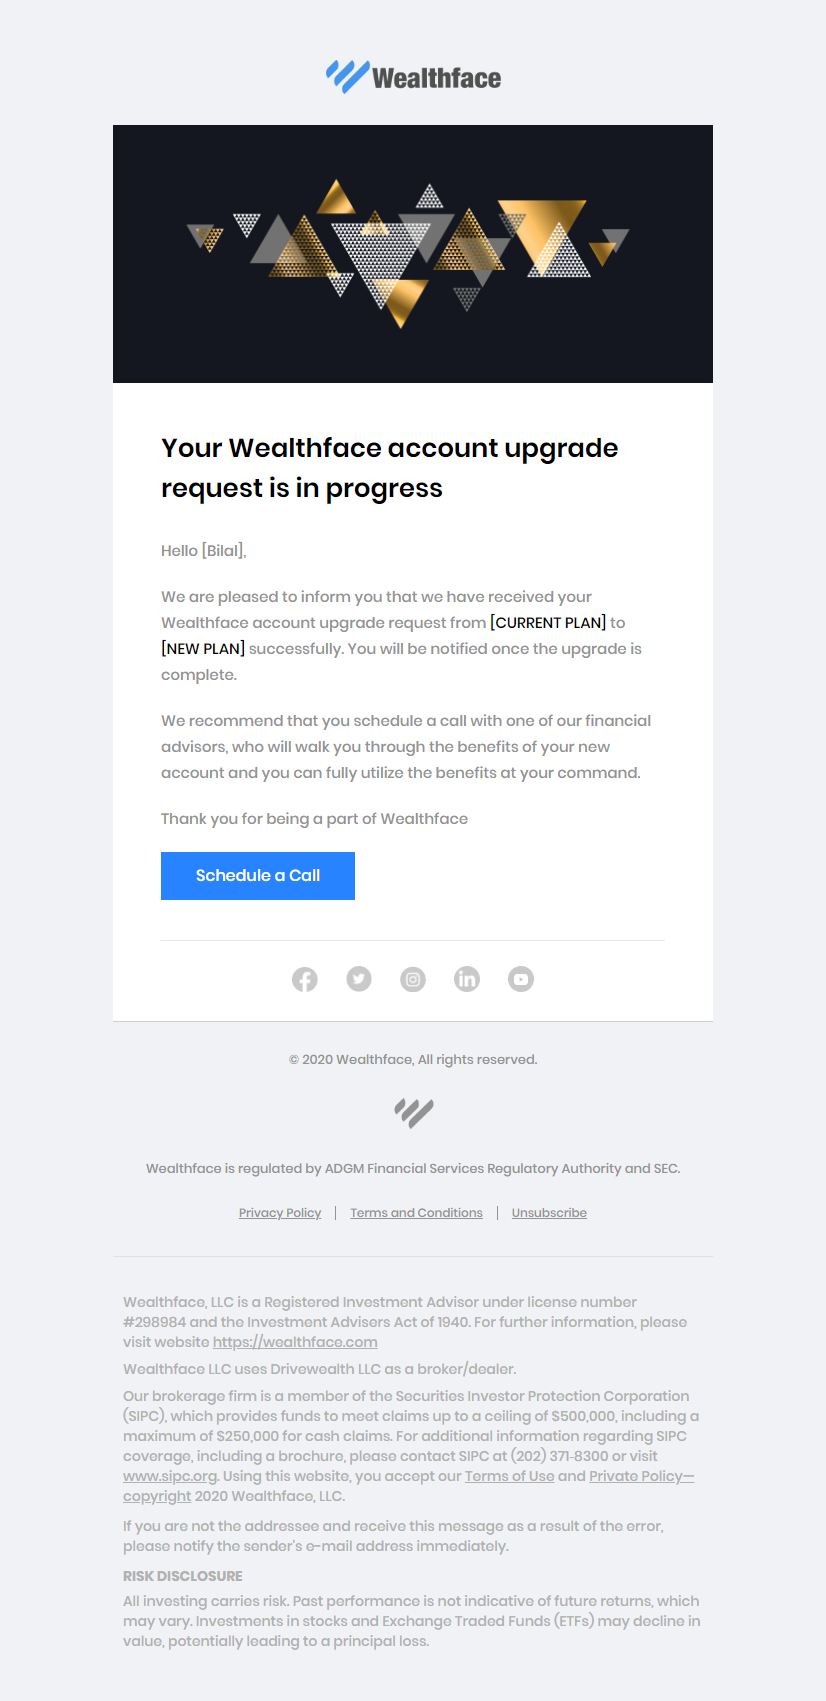 Wealthface
Your Wealthface account upgrade
request is in progress
Hello [Bilal],
We are pleased to inform you that we have received your
Wealthface account upgrade request from [CURRENT PLAN] to
[NEW PLAN] successfully. You will be notified once the upgrade is
complete.
We recommend that you schedule a call with one of our financial
advisors, who will walk you through the benefits of your new
account and you can fully utilize the benefits at your command.
Thank you for being a part of Wealthface
Schedule a Call
© 2020 Wealthface, All rights reserved.
Wealthface is regulated by ADGM Financial Services Regulatory Authority and SEC.
Privacy Policy | Terms and Conditions | Unsubscribe
Wealthface, LLC is a Registered Investment Advisor under license number
#298984 and the Investment Advisers Act of 1940. For further information, please
visit website https://wealthface.com
Wealthface LLC uses Drivewealth LLC as a broker/dealer.
Our brokerage firm is a member of the Securities Investor Protection Corporation
(SIPC), which provides funds to meet claims up to a ceiling of $500,000, including a
maximum of $250,000 for cash claims. For additional information regarding SIPC
coverage, including a brochure, please contact SIPC at (202) 371-8300 or visit
www.sipc.org. Using this website, you accept our Terms of Use and Private Policy—
copyright 2020 Wealthface, LLC.
If you are not the addressee and receive this message as a result of the error,
please notify the sender's e-mail address immediately.
RISK DISCLOSURE
All investing carries risk. Past performance is not indicative of future returns, which
may vary. Investments in stocks and Exchange Traded Funds (ETFs) may decline in
value, potentially leading to a principal loss.